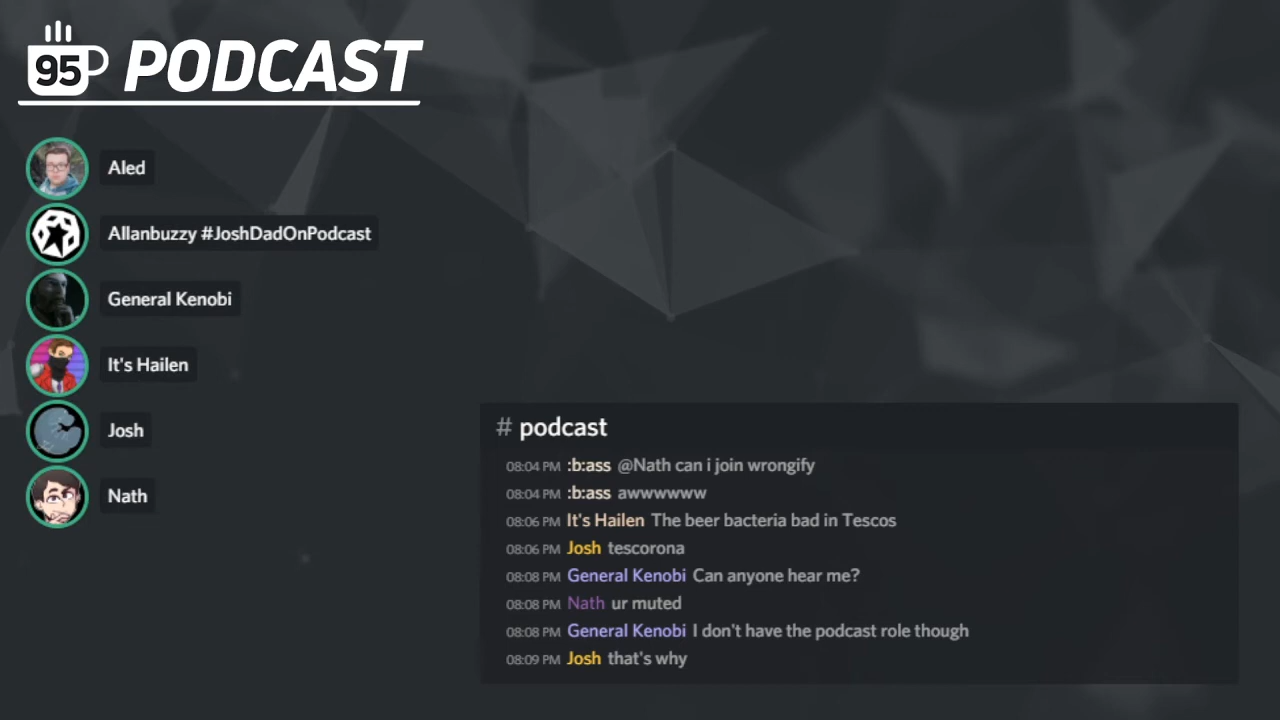 95 PODCAST
Aled
Allanbuzzy #JoshDadOnPodcast
General Kenobi
It's Hailen
Josh
Nath
# podcast
08:04 PM :b:ass @Nath can i join wrongify
08:04 PM :b:ass awwwwww
08:06 PM It's Hailen The beer bacteria bad in Tescos
08:06 PM Josh tescorona
08:08 PM General Kenobi Can anyone hear me?
08:08 PM Nath ur muted
08:08 PM General Kenobi I don't have the podcast role though
08:09 PM Josh that's why